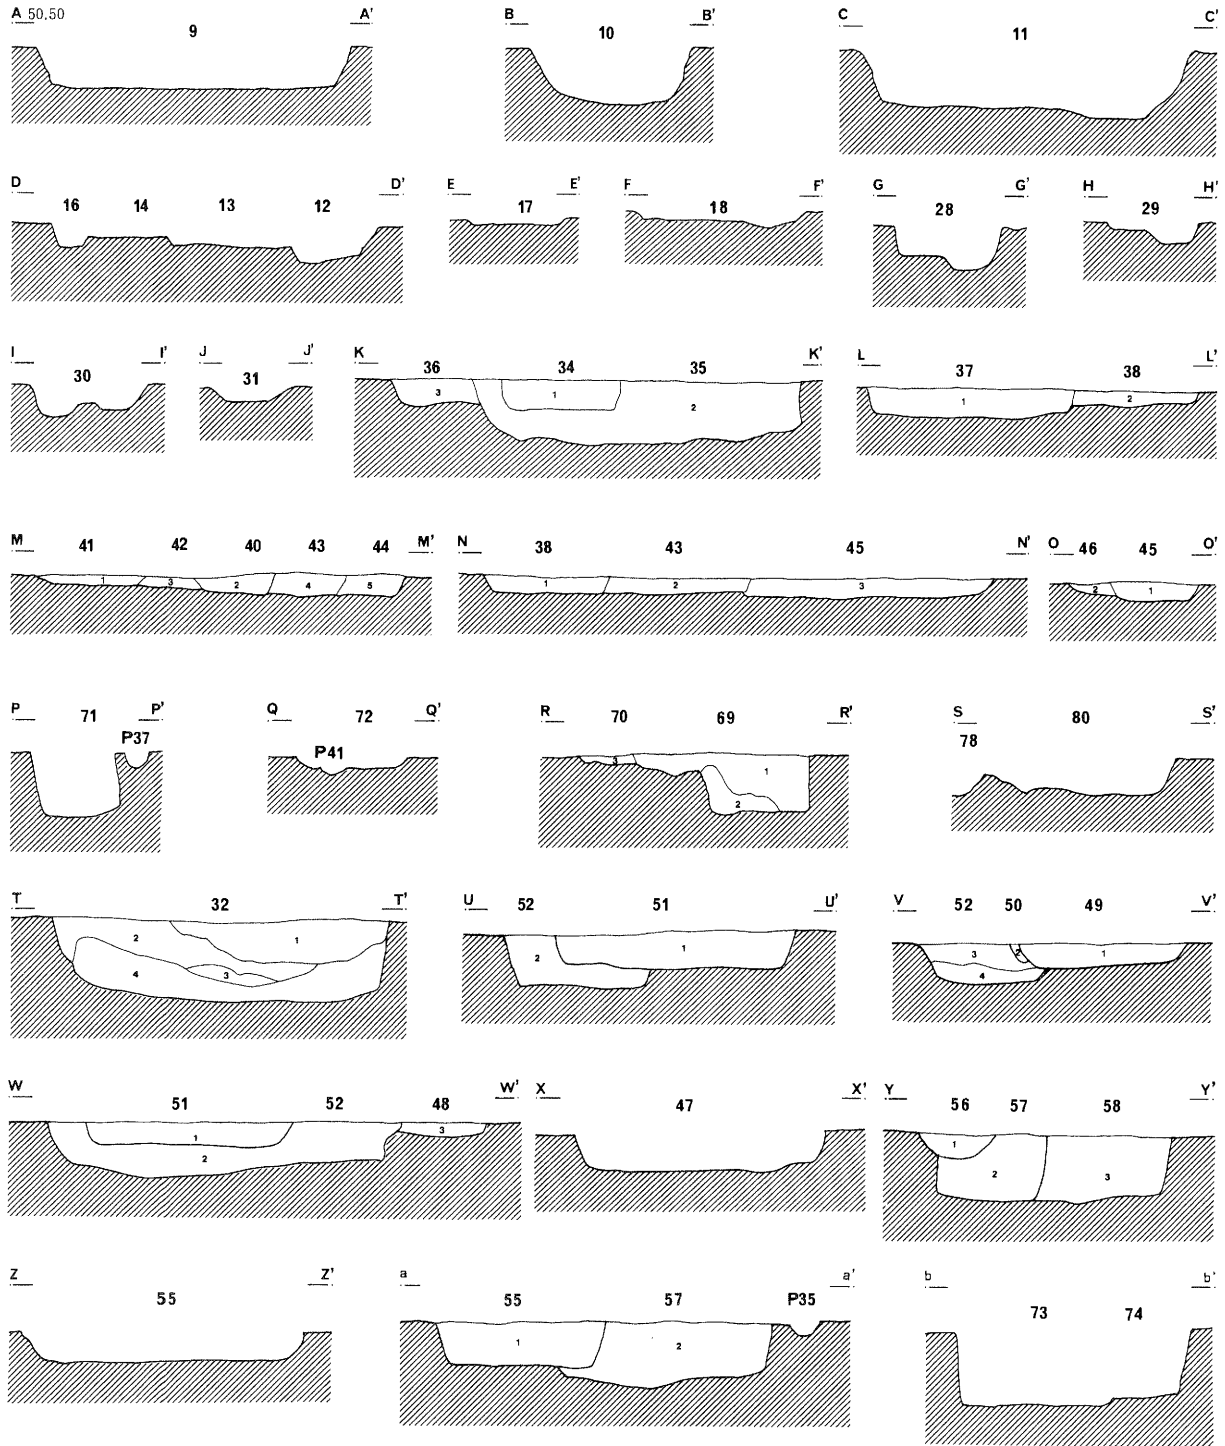 A 50.50 9 A' B 10 B' C 11 C'
D 16 14 13 12 D' E 17 E' F 18 F' G 28 G' H 29 H'
I 30 I' J 31 J' K 36 34 35 K' L 37 38 L'
3 1 2 1 2
M 41 42 40 43 44 M' N 38 43 45 N' O 46 45 O'
1 3 2 4 5 1 2 3 2 1
P 71 P' Q 72 Q' R 70 69 R' S 80 S'
P37 P41 78
3 1 2
T 32 T' U 52 51 U' V 52 50 49 V'
2 1 4 3 2 1 3 2 1 4
W 51 52 48 W' X 47 X' Y 56 57 58 Y'
1 2 3 1 2 3
Z 55 Z' a 55 57 P35 a' b 73 74 b'
1 2